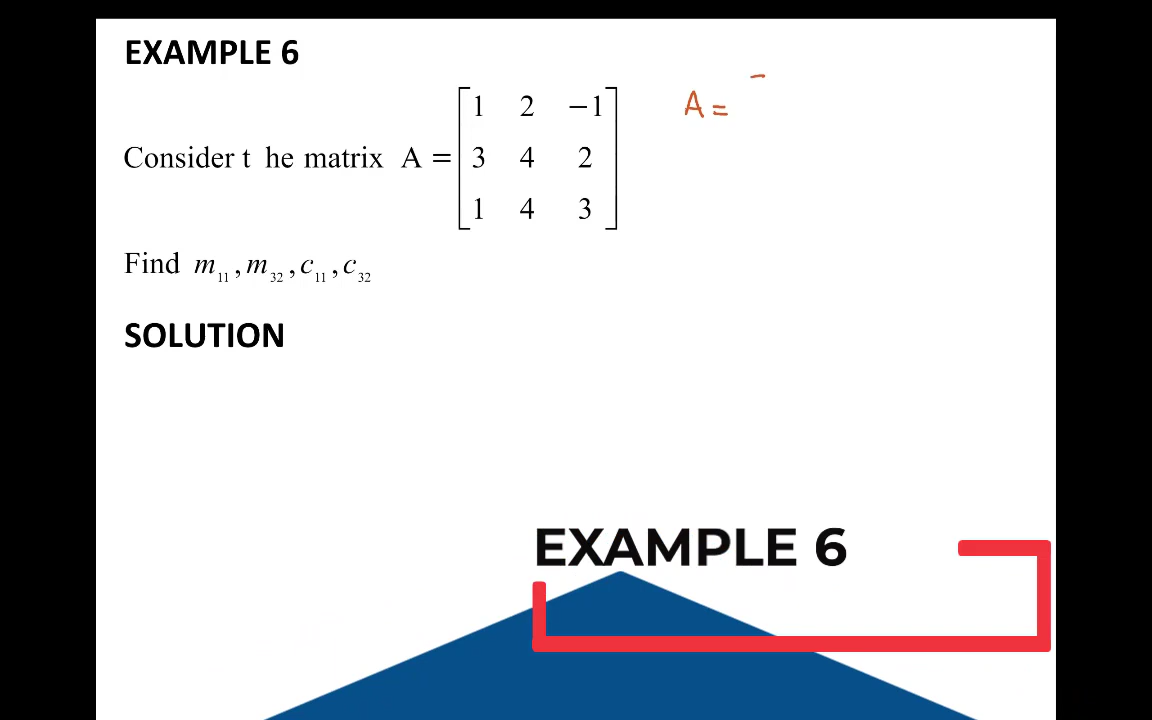 EXAMPLE 6
Consider t he matrix A = [1 2 −1
3 4 2
1 4 3]
A =
Find m₁₁, m₃₂, c₁₁, c₃₂
SOLUTION
EXAMPLE 6